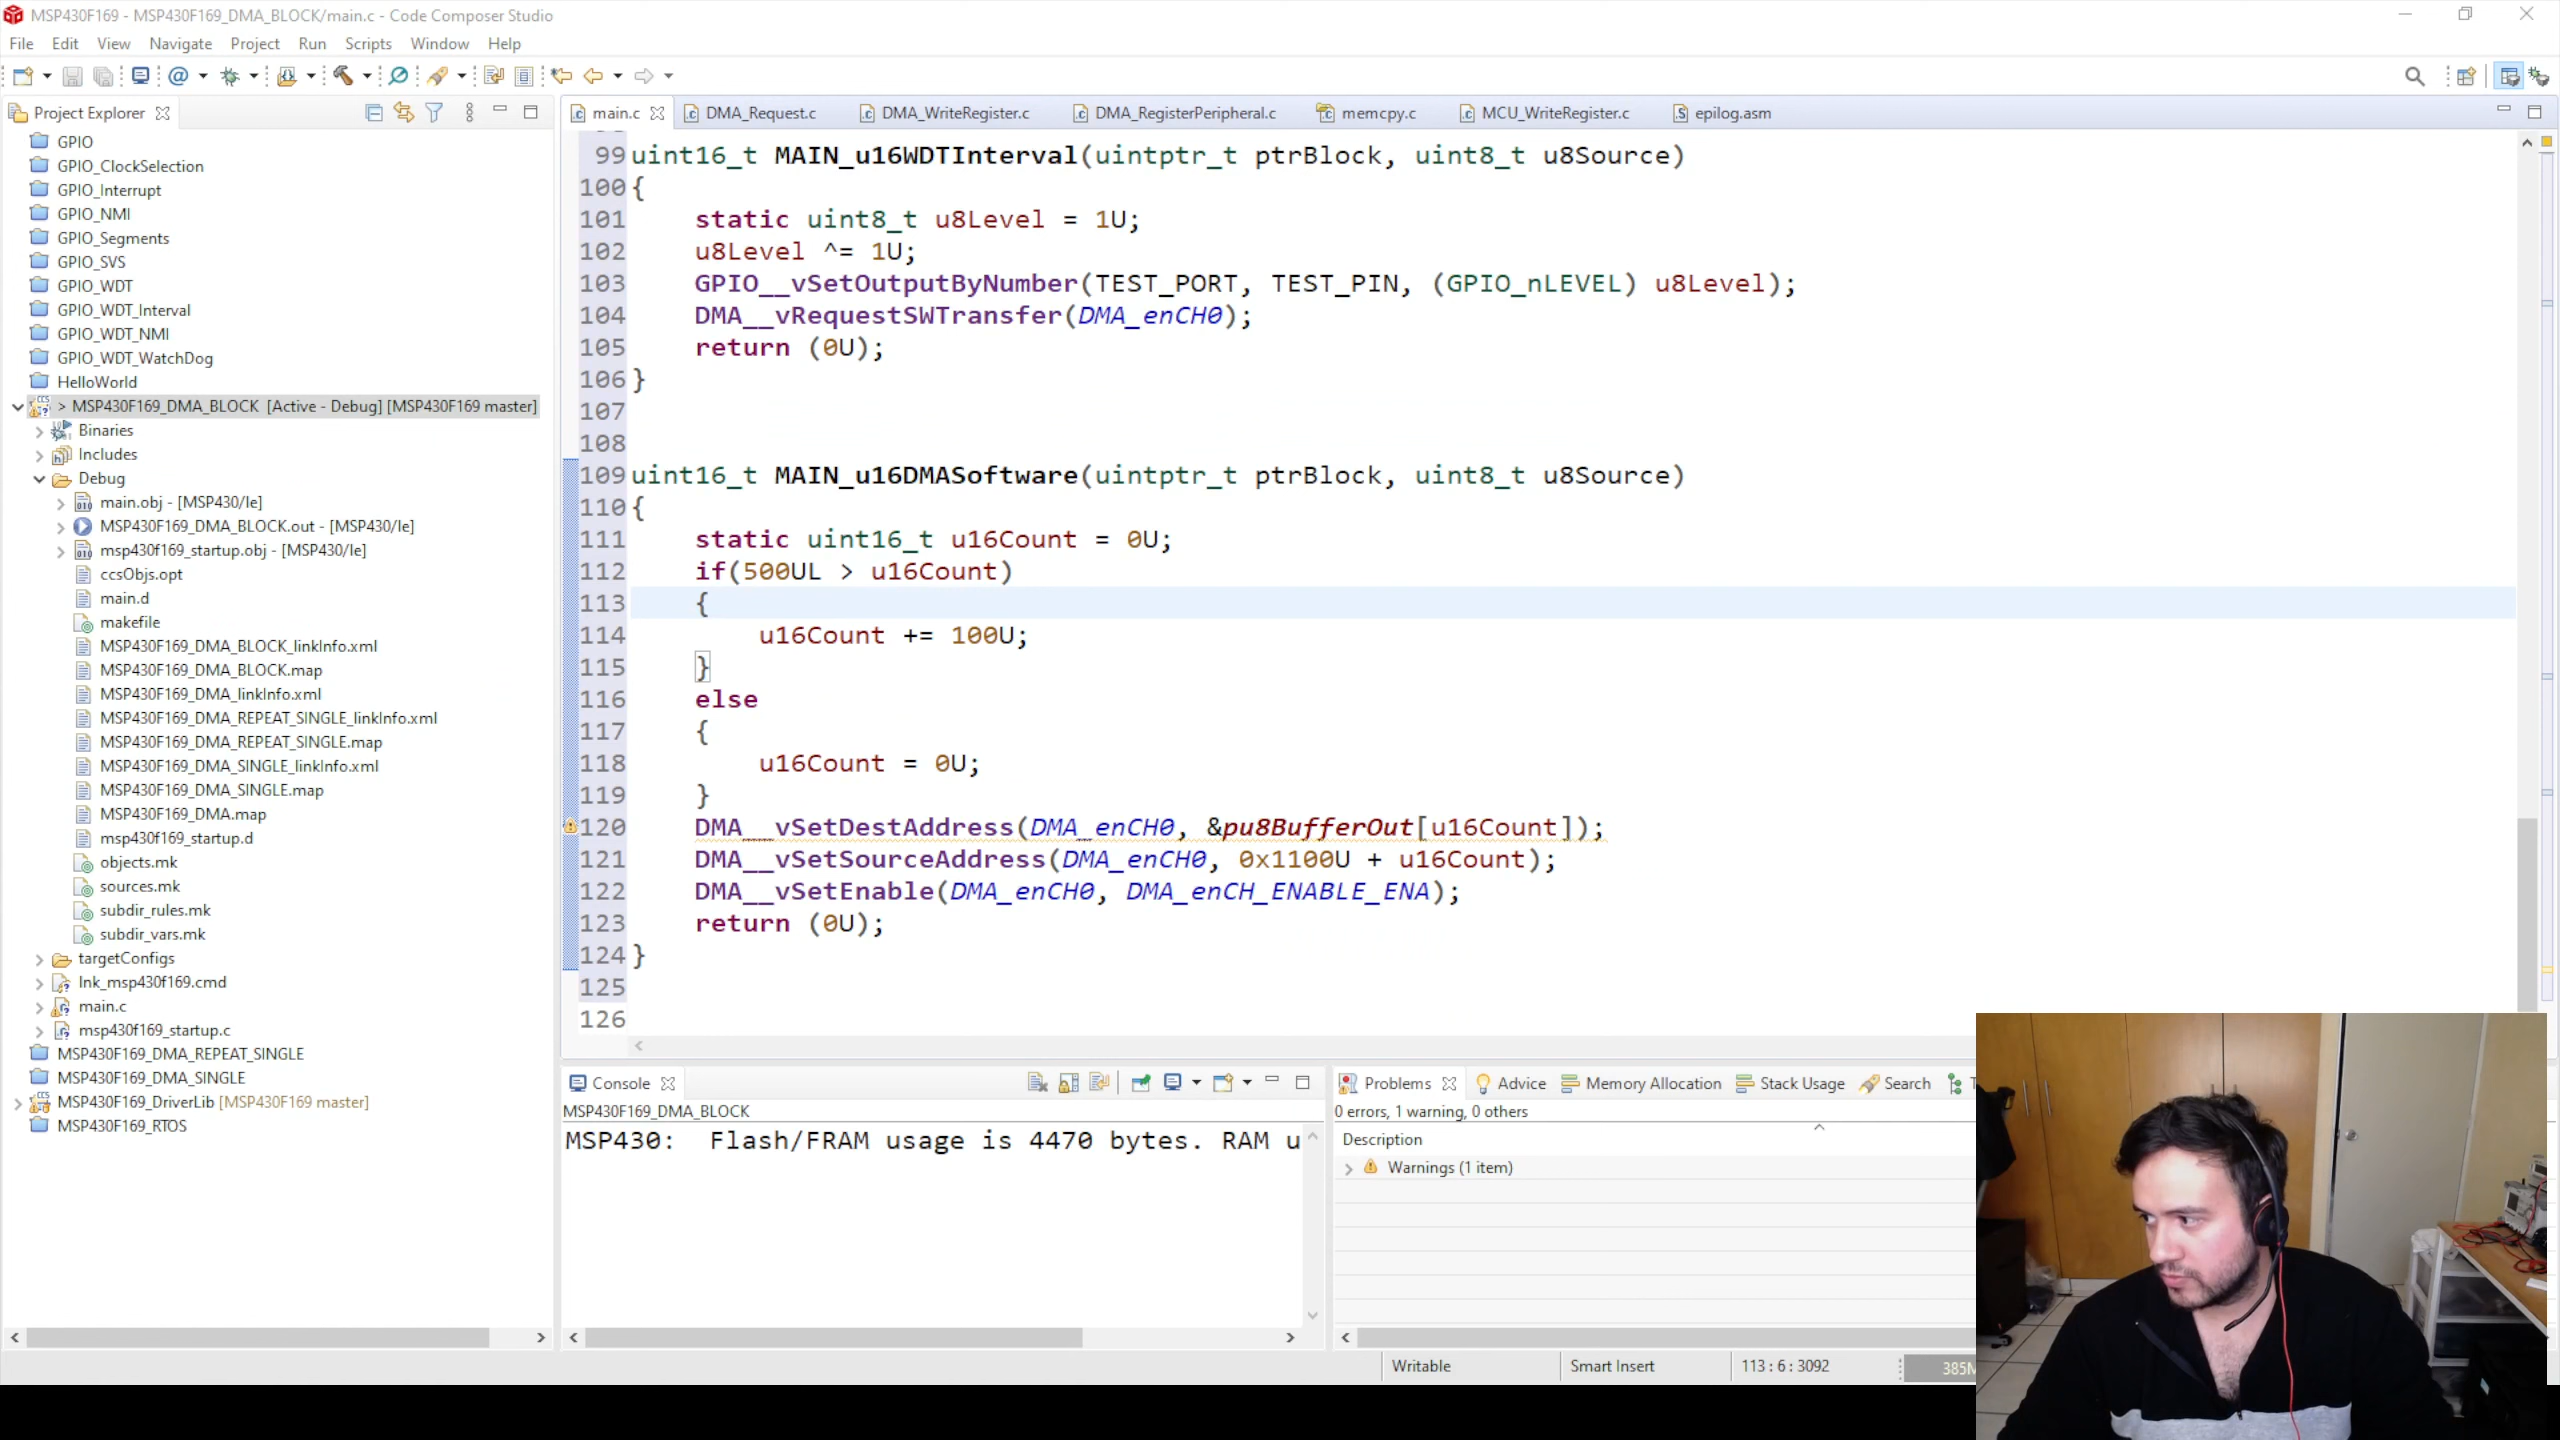 MSP430F169 - MSP430F169_DMA_BLOCK/main.c - Code Composer Studio
File Edit View Navigate Project Run Scripts Window Help
Project Explorer
main.c DMA_Request.c DMA_WriteRegister.c DMA_RegisterPeripheral.c memcpy.c MCU_WriteRegister.c epilog.asm
GPIO
GPIO_ClockSelection
GPIO_Interrupt
GPIO_NMI
GPIO_Segments
GPIO_SVS
GPIO_WDT
GPIO_WDT_Interval
GPIO_WDT_NMI
GPIO_WDT_WatchDog
HelloWorld
> MSP430F169_DMA_BLOCK [Active - Debug] [MSP430F169 master]
Binaries
Includes
Debug
main.obj - [MSP430/le]
MSP430F169_DMA_BLOCK.out - [MSP430/le]
msp430f169_startup.obj - [MSP430/le]
ccsObjs.opt
main.d
makefile
MSP430F169_DMA_BLOCK_linkInfo.xml
MSP430F169_DMA_BLOCK.map
MSP430F169_DMA_linkInfo.xml
MSP430F169_DMA_REPEAT_SINGLE_linkInfo.xml
MSP430F169_DMA_REPEAT_SINGLE.map
MSP430F169_DMA_SINGLE_linkInfo.xml
MSP430F169_DMA_SINGLE.map
MSP430F169_DMA.map
msp430f169_startup.d
objects.mk
sources.mk
subdir_rules.mk
subdir_vars.mk
targetConfigs
lnk_msp430f169.cmd
main.c
msp430f169_startup.c
MSP430F169_DMA_REPEAT_SINGLE
MSP430F169_DMA_SINGLE
MSP430F169_DriverLib [MSP430F169 master]
MSP430F169_RTOS
99 uint16_t MAIN_u16WDTInterval(uintptr_t ptrBlock, uint8_t u8Source)
100 {
101 static uint8_t u8Level = 1U;
102 u8Level ^= 1U;
103 GPIO__vSetOutputByNumber(TEST_PORT, TEST_PIN, (GPIO_nLEVEL) u8Level);
104 DMA__vRequestSWTransfer(DMA_enCH0);
105 return (0U);
106 }
107
108
109 uint16_t MAIN_u16DMASoftware(uintptr_t ptrBlock, uint8_t u8Source)
110 {
111 static uint16_t u16Count = 0U;
112 if(500UL > u16Count)
113 {
114 u16Count += 100U;
115 }
116 else
117 {
118 u16Count = 0U;
119 }
120 DMA__vSetDestAddress(DMA_enCH0, &pu8BufferOut[u16Count]);
121 DMA__vSetSourceAddress(DMA_enCH0, 0x1100U + u16Count);
122 DMA__vSetEnable(DMA_enCH0, DMA_enCH_ENABLE_ENA);
123 return (0U);
124 }
125
126
Console
MSP430F169_DMA_BLOCK
MSP430: Flash/FRAM usage is 4470 bytes. RAM u
Problems Advice Memory Allocation Stack Usage Search
0 errors, 1 warning, 0 others
Description
Warnings (1 item)
Writable Smart Insert 113 : 6 : 3092 385M